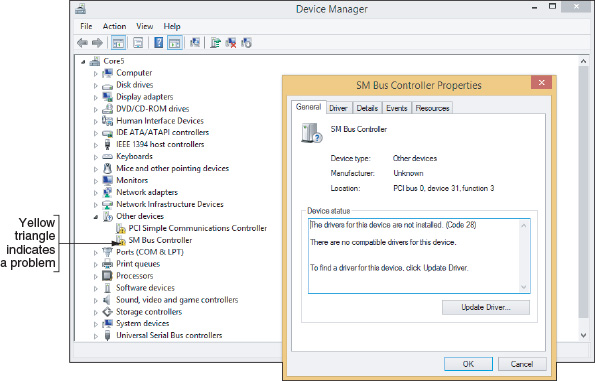 Device Manager
File Action View Help
Core5
Computer
Disk drives
Display adapters
DVD/CD-ROM drives
Human Interface Devices
IDE ATA/ATAPI controllers
IEEE 1394 host controllers
Keyboards
Mice and other pointing devices
Monitors
Network adapters
Network Infrastructure Devices
Other devices
PCI Simple Communications Controller
SM Bus Controller
Ports (COM & LPT)
Print queues
Processors
Software devices
Sound, video and game controllers
Storage controllers
System devices
Universal Serial Bus controllers
Yellow
triangle
indicates
a problem
SM Bus Controller Properties
General Driver Details Events Resources
SM Bus Controller
Device type: Other devices
Manufacturer: Unknown
Location: PCI bus 0, device 31, function 3
Device status
The drivers for this device are not installed. (Code 28)
There are no compatible drivers for this device.
To find a driver for this device, click Update Driver.
Update Driver...
OK Cancel